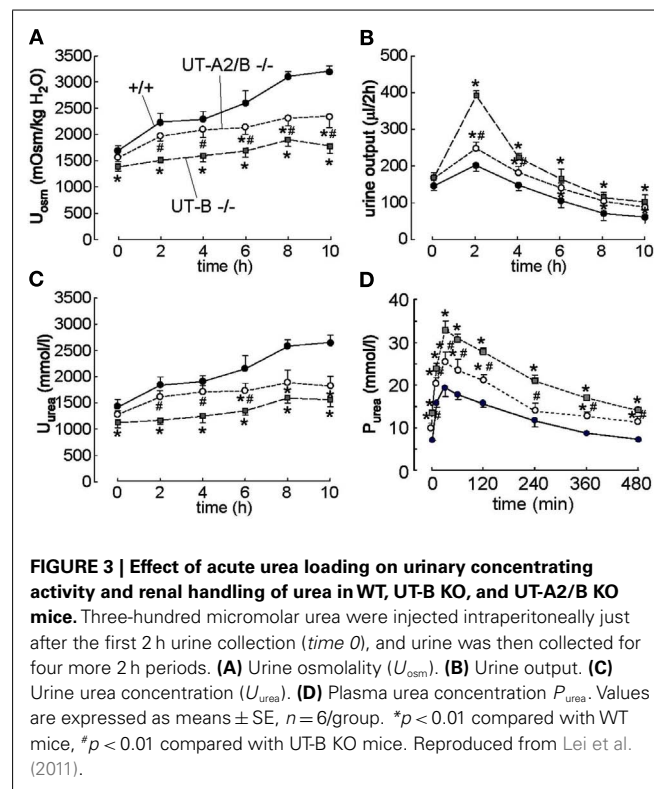 A
B
3500
3000
2500
2000
1500
1000
500
0
U_osm (mOsm/kg H₂O)
+/+
UT-A2/B -/-
# # *# *# *#
* * * * * *
UT-B -/-
0 2 4 6 8 10
time (h)
500
400
300
200
100
0
urine output (µl/2h)
*
*#
*
*#
* * *
* * *
0 2 4 6 8 10
time (h)
C
D
3500
3000
2500
2000
1500
1000
500
0
U_urea (mmol/l)
# # *# * *
* * * * * *
0 2 4 6 8 10
time (h)
40
30
20
10
0
P_urea (mmol/l)
* * * * * *
0 120 240 360 480
time (min)
FIGURE 3 | Effect of acute urea loading on urinary concentrating
activity and renal handling of urea in WT, UT-B KO, and UT-A2/B KO
mice. Three-hundred micromolar urea were injected intraperitoneally just
after the first 2 h urine collection (time 0), and urine was then collected for
four more 2 h periods. (A) Urine osmolality (U_osm). (B) Urine output. (C)
Urine urea concentration (U_urea). (D) Plasma urea concentration P_urea. Values
are expressed as means ± SE, n = 6/group. *p < 0.01 compared with WT
mice, #p < 0.01 compared with UT-B KO mice. Reproduced from Lei et al.
(2011).